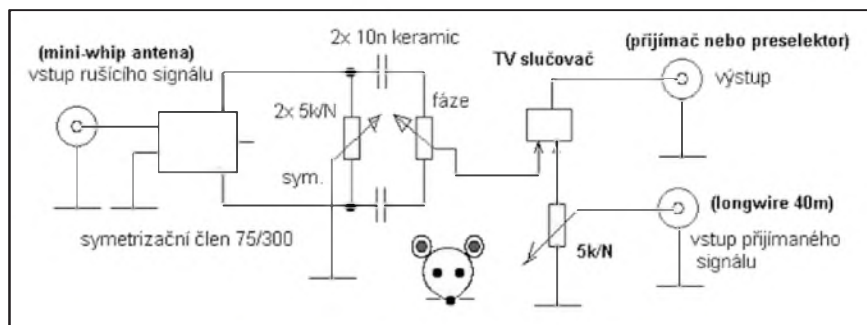 (mini-whip antena)
vstup rušícího signálu
2x 10n keramic
TV slučovač
(přijímač nebo preselektor)
výstup
2x 5k/N
fáze
sym.
symetrizační člen 75/300
5k/N
(longwire 40m)
vstup přijímaného
signálu